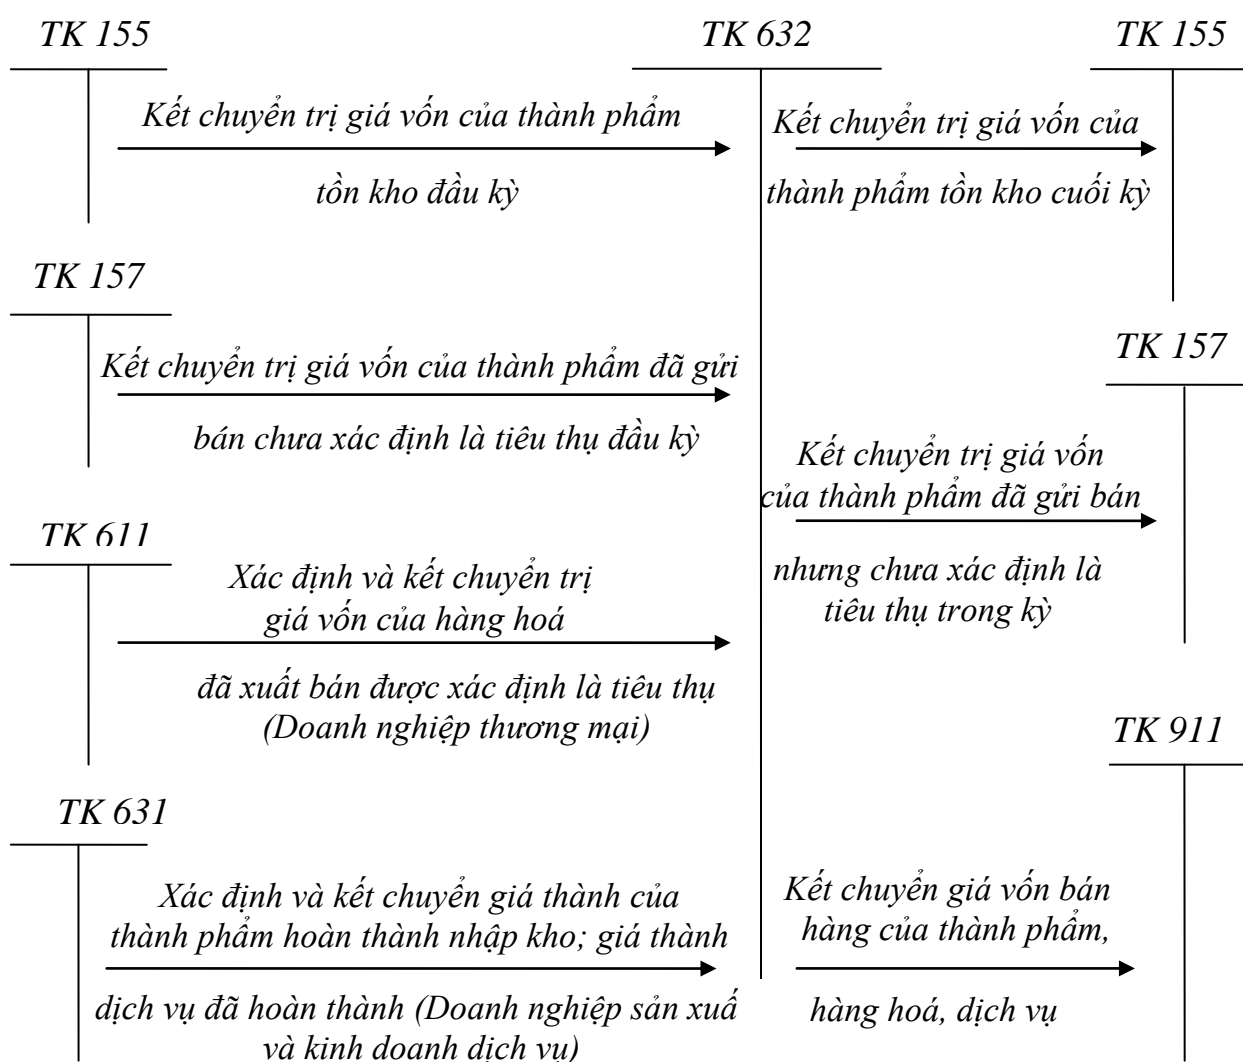 TK 155
TK 632
TK 155
Kết chuyển trị giá vốn của thành phẩm
tồn kho đầu kỳ
Kết chuyển trị giá vốn của
thành phẩm tồn kho cuối kỳ
TK 157
Kết chuyển trị giá vốn của thành phẩm đã gửi
bán chưa xác định là tiêu thụ đầu kỳ
TK 157
Kết chuyển trị giá vốn
của thành phẩm đã gửi bán
nhưng chưa xác định là
tiêu thụ trong kỳ
TK 611
Xác định và kết chuyển trị
giá vốn của hàng hoá
đã xuất bán được xác định là tiêu thụ
(Doanh nghiệp thương mại)
TK 911
TK 631
Xác định và kết chuyển giá thành của
thành phẩm hoàn thành nhập kho; giá thành
dịch vụ đã hoàn thành (Doanh nghiệp sản xuấ
và kinh doanh dịch vụ)
Kết chuyển giá vốn bán
hàng của thành phẩm,
hàng hoá, dịch vụ